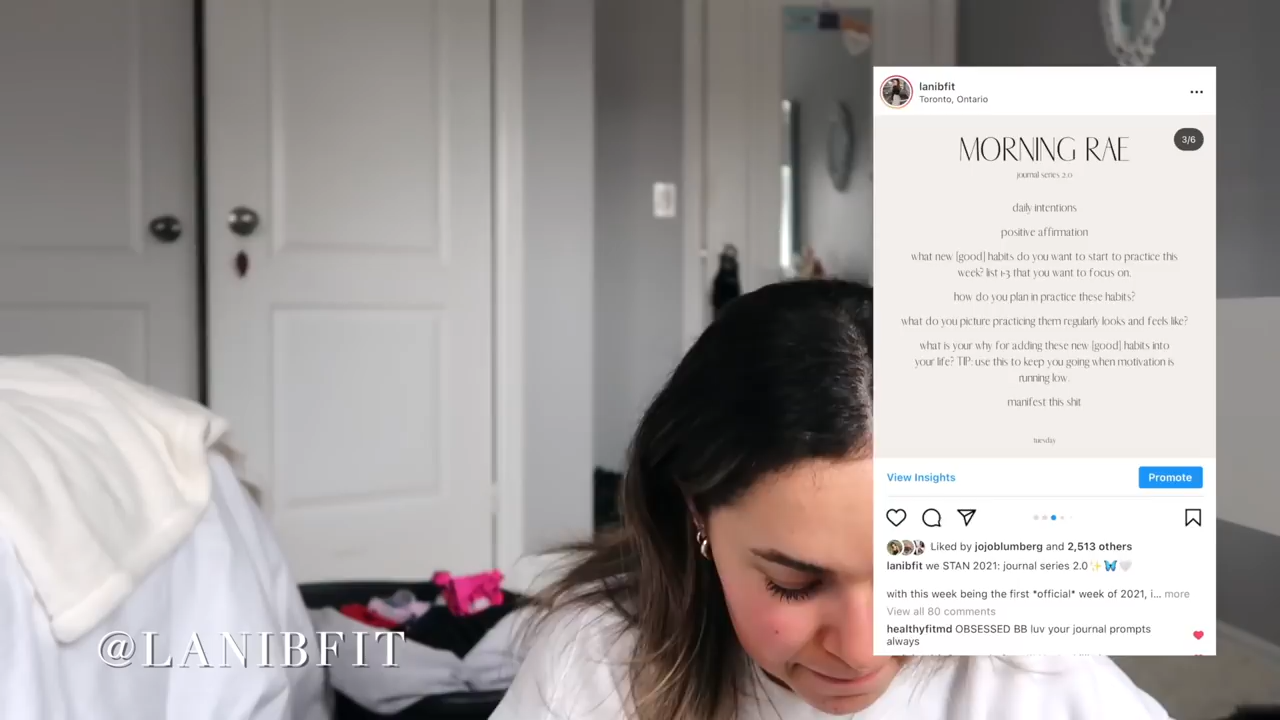 lanibfit
Toronto, Ontario
MORNING RAE
3/6
journal series 2.0
daily intentions
positive affirmation
what new [good] habits do you want to start to practice this
week? list 1-3 that you want to focus on.
how do you plan in practice these habits?
what do you picture practicing them regularly looks and feels like?
what is your why for adding these new [good] habits into
your life? TIP: use this to keep you going when motivation is
running low.
manifest this shit
tuesday
View Insights
Promote
Liked by jojoblumberg and 2,513 others
lanibfit we STAN 2021: journal series 2.0✨🦋🤍
with this week being the first *official* week of 2021, i... more
View all 80 comments
healthyfitmd OBSESSED BB luv your journal prompts
always
@LANIBFIT